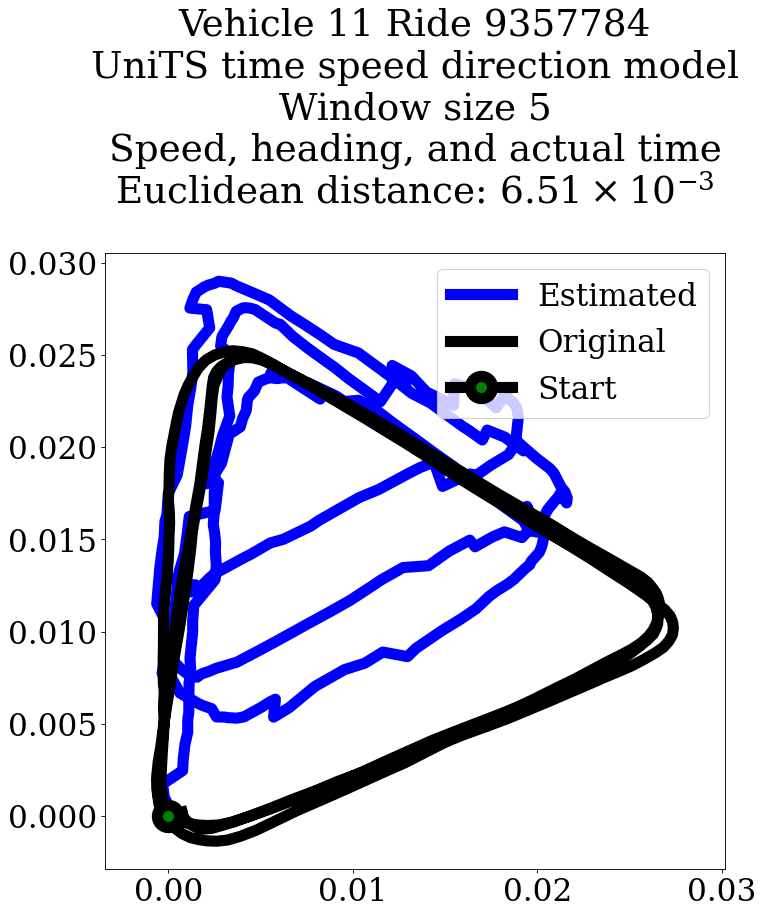 Vehicle 11 Ride 9357784
UniTS time speed direction model
Window size 5
Speed, heading, and actual time
Euclidean distance: 6.51 × 10⁻³
0.030
0.025
0.020
0.015
0.010
0.005
0.000
Estimated
Original
Start
0.00 0.01 0.02 0.03